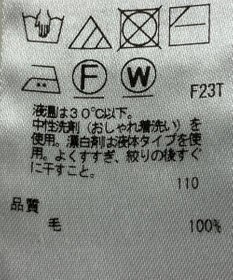 F W F23T
液温は30℃以下。
中性洗剤（おしゃれ着洗い）を
使用。漂白剤は液体タイプを使
用。よくすすぎ、絞りの後すぐ
に干すこと。
110
品質
毛 100%